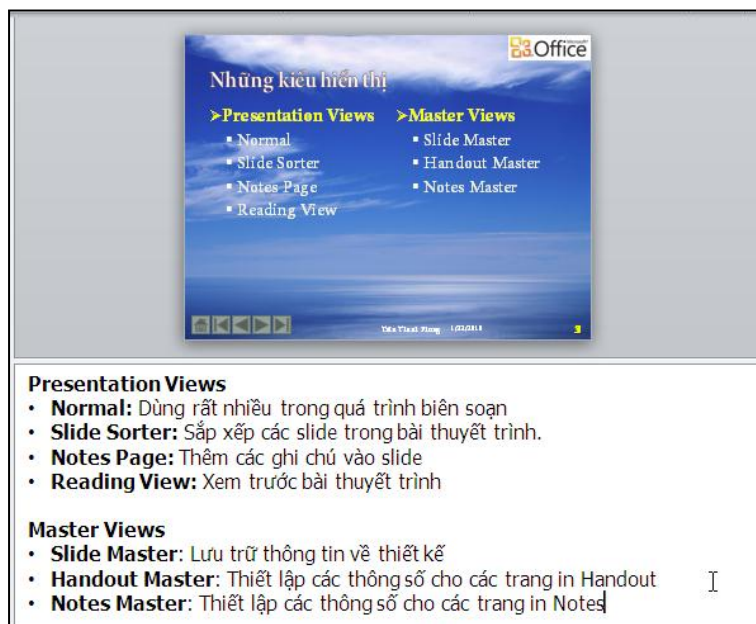 Microsoft
Office
Những kiểu hiển thị
➢Presentation Views
▪ Normal
▪ Slide Sorter
▪ Notes Page
▪ Reading View
➢Master Views
▪ Slide Master
▪ Handout Master
▪ Notes Master
1/22/2010
Presentation Views
• Normal: Dùng rất nhiều trong quá trình biên soạn
• Slide Sorter: Sắp xếp các slide trong bài thuyết trình.
• Notes Page: Thêm các ghi chú vào slide
• Reading View: Xem trước bài thuyết trình
Master Views
• Slide Master: Lưu trữ thông tin về thiết kế
• Handout Master: Thiết lập các thông số cho các trang in Handout
• Notes Master: Thiết lập các thông số cho các trang in Notes